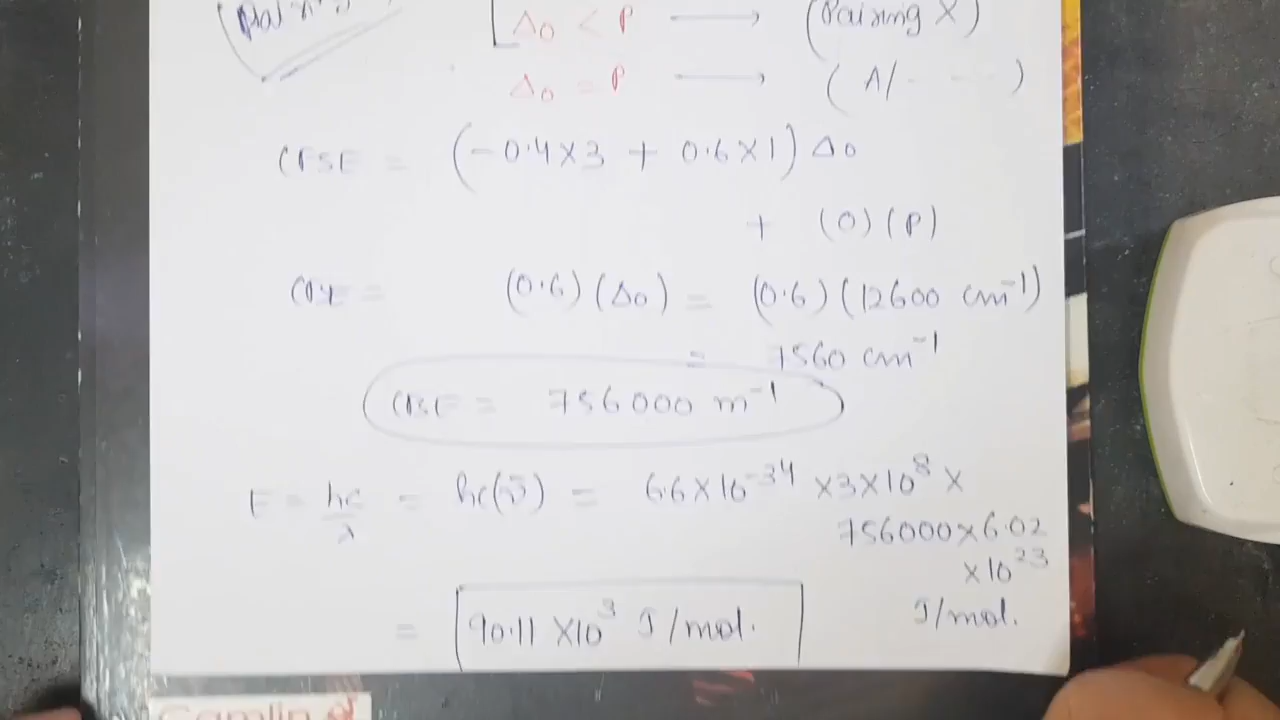 Δo < P ⟶ (Pairing X)
Δo = P ⟶ ( A/ )
CFSE = (-0.4×3 + 0.6×1) Δo
+ (0)(P)
= (0.6)(Δo) = (0.6)(12600 cm⁻¹)
= 7560 cm⁻¹
= 756000 m⁻¹
E = hc/λ = hc(ν̄) = 6.6×10⁻³⁴ ×3×10⁸ ×
756000×6.02
×10²³
J/mol.
= 90.11 ×10³ J/mol.
Camlin